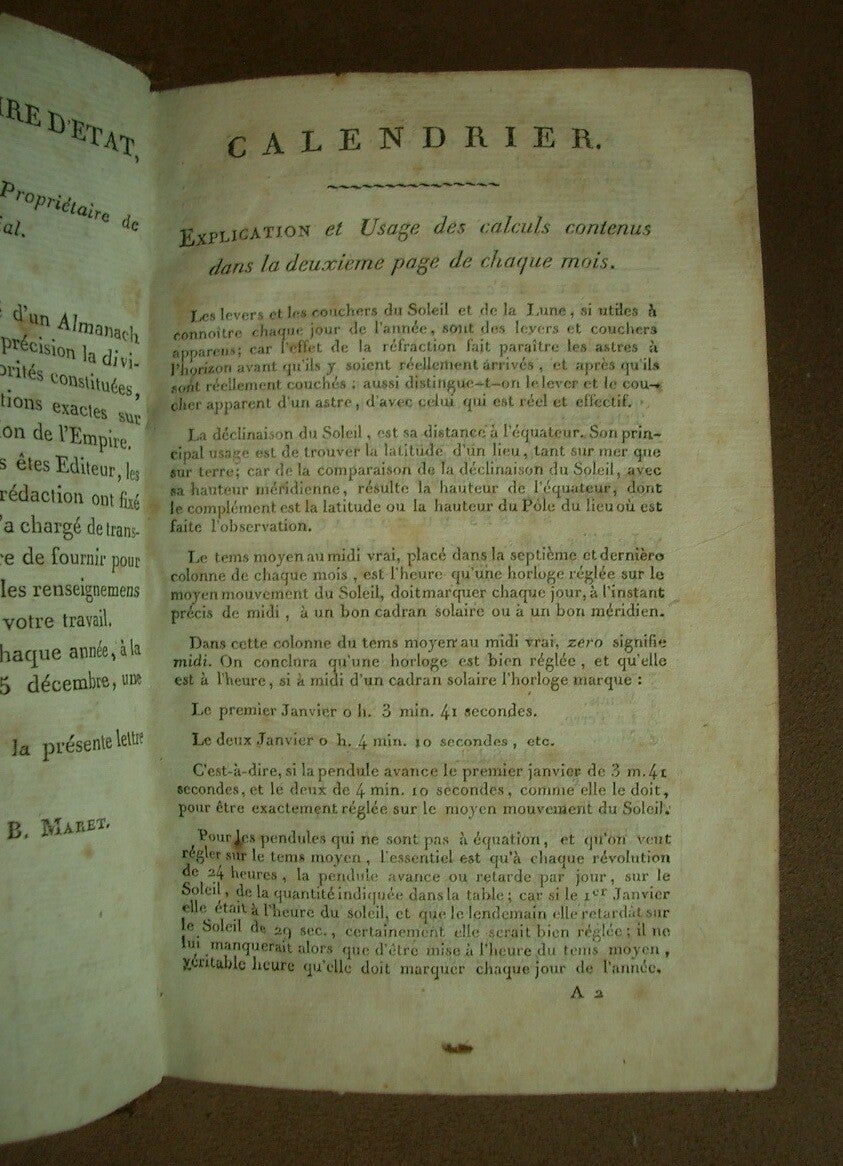 IRE D'ETAT,
Propriétaire de
ial.
d'un Almanach
précision la divi-
orités constituées,
tions exactes sur
on de l'Empire.
s êtes Editeur, les
rédaction ont fixé
'a chargé de trans-
re de fournir pour
les renseignemens
votre travail.
haque année, à la
5 décembre, une
la présente lettre
B. MARET.
CALENDRIER.
EXPLICATION et Usage des calculs contenus
dans la deuxieme page de chaque mois.
Les levers et les couchers du Soleil et de la Lune, si utiles à
connoître chaque jour de l'année, sont des levers et couchers
apparens; car l'effet de la réfraction fait paraître les astres à
l'horizon avant qu'ils y soient réellement arrivés, et après qu'ils
sont réellement couchés; aussi distingue-t-on le lever et le cou-
cher apparent d'un astre, d'avec celui qui est réel et effectif.
La déclinaison du Soleil, est sa distance à l'équateur. Son prin-
cipal usage est de trouver la latitude d'un lieu, tant sur mer que
sur terre; car de la comparaison de la déclinaison du Soleil, avec
sa hauteur méridienne, résulte la hauteur de l'équateur, dont
le complément est la latitude ou la hauteur du Pôle du lieu où est
faite l'observation.
Le tems moyen au midi vrai, placé dans la septième et dernière
colonne de chaque mois, est l'heure qu'une horloge réglée sur le
moyen mouvement du Soleil, doit marquer chaque jour, à l'instant
précis de midi, à un bon cadran solaire ou à un bon méridien.
Dans cette colonne du tems moyen au midi vrai, zero signifie
midi. On conclura qu'une horloge est bien réglée, et qu'elle
est à l'heure, si à midi d'un cadran solaire l'horloge marque :
Le premier Janvier 0 h. 3 min. 41 secondes.
Le deux Janvier 0 h. 4 min. 10 secondes, etc.
C'est-à-dire, si la pendule avance le premier janvier de 3 m. 41
secondes, et le deux de 4 min. 10 secondes, comme elle le doit,
pour être exactement réglée sur le moyen mouvement du Soleil.
Pour les pendules qui ne sont pas à équation, et qu'on veut
régler sur le tems moyen, l'essentiel est qu'à chaque révolution
de 24 heures, la pendule avance ou retarde par jour, sur le
Soleil, de la quantité indiquée dans la table; car si le 1er Janvier
elle était à l'heure du soleil, et que le lendemain elle retardât sur
le Soleil de 29 sec., certainement elle serait bien réglée; il ne
lui manquerait alors que d'être mise à l'heure du tems moyen,
véritable heure qu'elle doit marquer chaque jour de l'année.
A 2